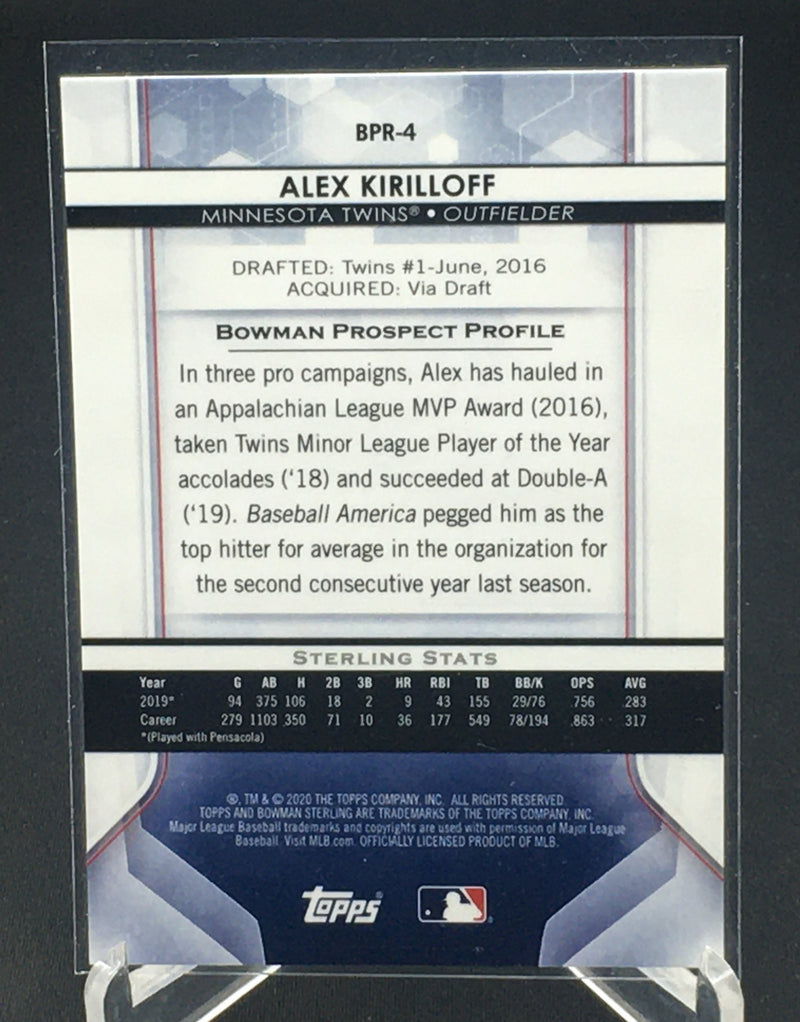 BPR-4
ALEX KIRILLOFF
MINNESOTA TWINS® • OUTFIELDER
DRAFTED: Twins #1-June, 2016
ACQUIRED: Via Draft
BOWMAN PROSPECT PROFILE
In three pro campaigns, Alex has hauled in
an Appalachian League MVP Award (2016),
taken Twins Minor League Player of the Year
accolades (‘18) and succeeded at Double-A
(‘19). Baseball America pegged him as the
top hitter for average in the organization for
the second consecutive year last season.
STERLING STATS
Year G AB H 2B 3B HR RBI TB BB/K OPS AVG
2019* 94 375 106 18 2 9 43 155 29/76 .756 .283
Career 279 1103 350 71 10 36 177 549 78/194 .863 .317
*(Played with Pensacola)
®, TM & © 2020 THE TOPPS COMPANY, INC. ALL RIGHTS RESERVED.
TOPPS AND BOWMAN STERLING ARE TRADEMARKS OF THE TOPPS COMPANY, INC.
Major League Baseball trademarks and copyrights are used with permission of Major League
Baseball. Visit MLB.com. OFFICIALLY LICENSED PRODUCT OF MLB.
Topps®